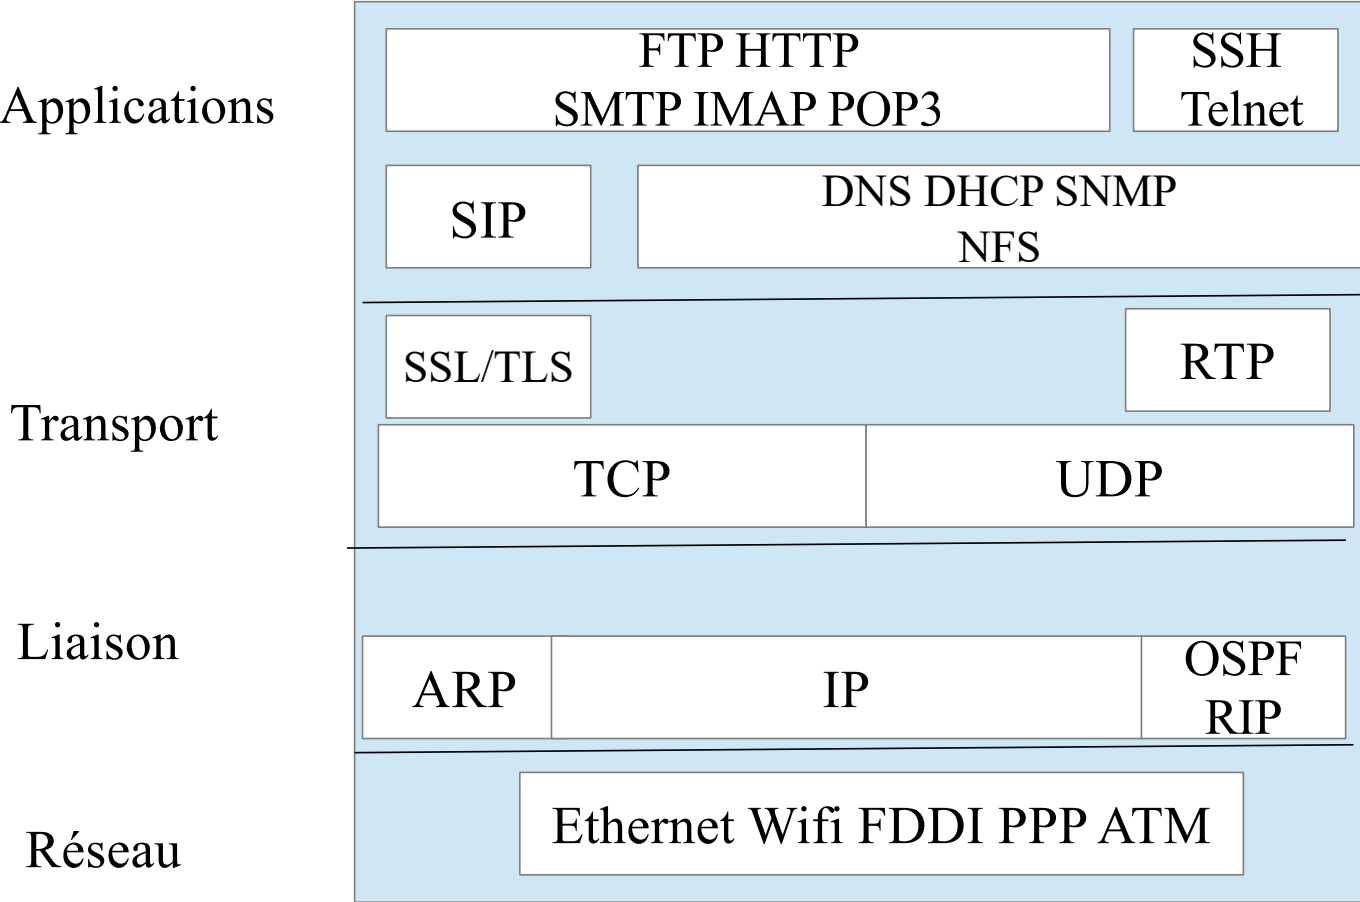 Applications
FTP HTTP
SMTP IMAP POP3
SSH
Telnet
SIP
DNS DHCP SNMP
NFS
Transport
SSL/TLS
RTP
TCP
UDP
Liaison
ARP
IP
OSPF
RIP
Réseau
Ethernet Wifi FDDI PPP ATM